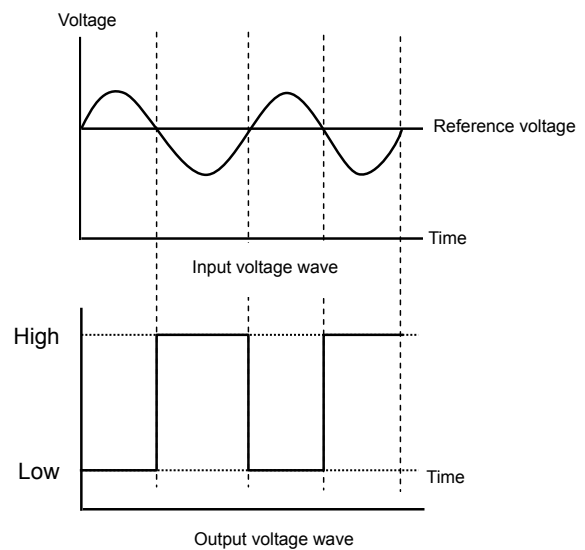 Voltage
Reference voltage
Time
Input voltage wave
High
Low
Time
Output voltage wave